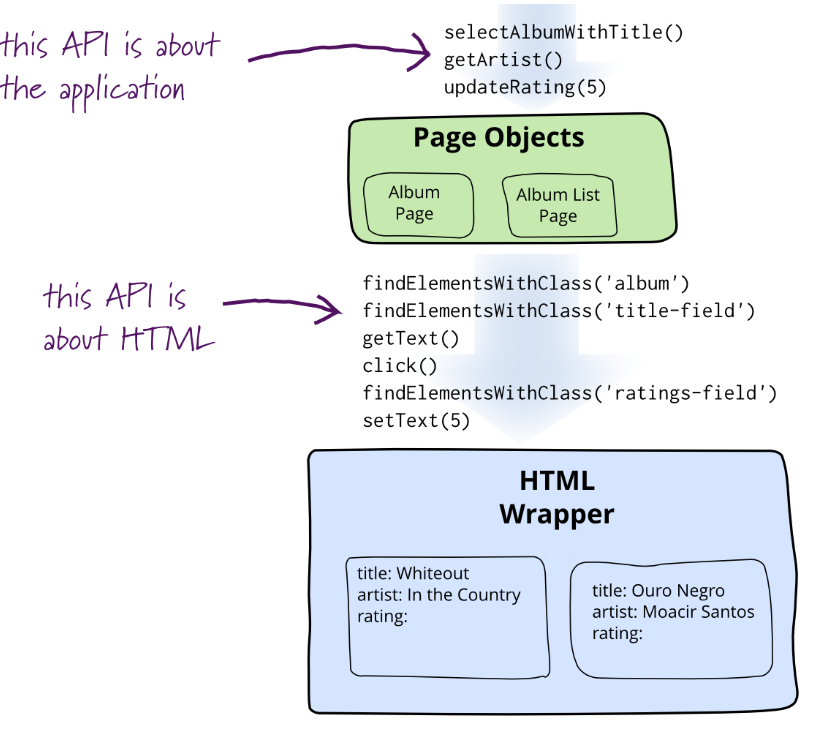 this API is about
the application
selectAlbumWithTitle()
getArtist()
updateRating(5)
Page Objects
Album
Page
Album List
Page
this API is
about HTML
findElementsWithClass('album')
findElementsWithClass('title-field')
getText()
click()
findElementsWithClass('ratings-field')
setText(5)
HTML
Wrapper
title: Whiteout
artist: In the Country
rating:
title: Ouro Negro
artist: Moacir Santos
rating: